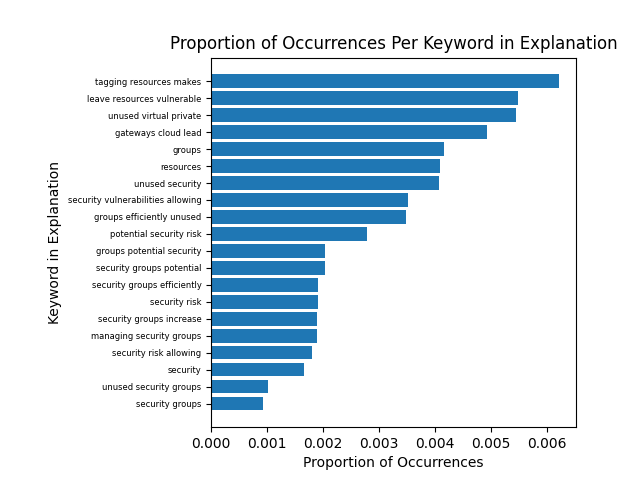 Proportion of Occurrences Per Keyword in Explanation
tagging resources makes
leave resources vulnerable
unused virtual private
gateways cloud lead
groups
resources
unused security
security vulnerabilities allowing
groups efficiently unused
potential security risk
groups potential security
security groups potential
security groups efficiently
security risk
security groups increase
managing security groups
security risk allowing
security
unused security groups
security groups
Keyword in Explanation
0.000 0.001 0.002 0.003 0.004 0.005 0.006
Proportion of Occurrences